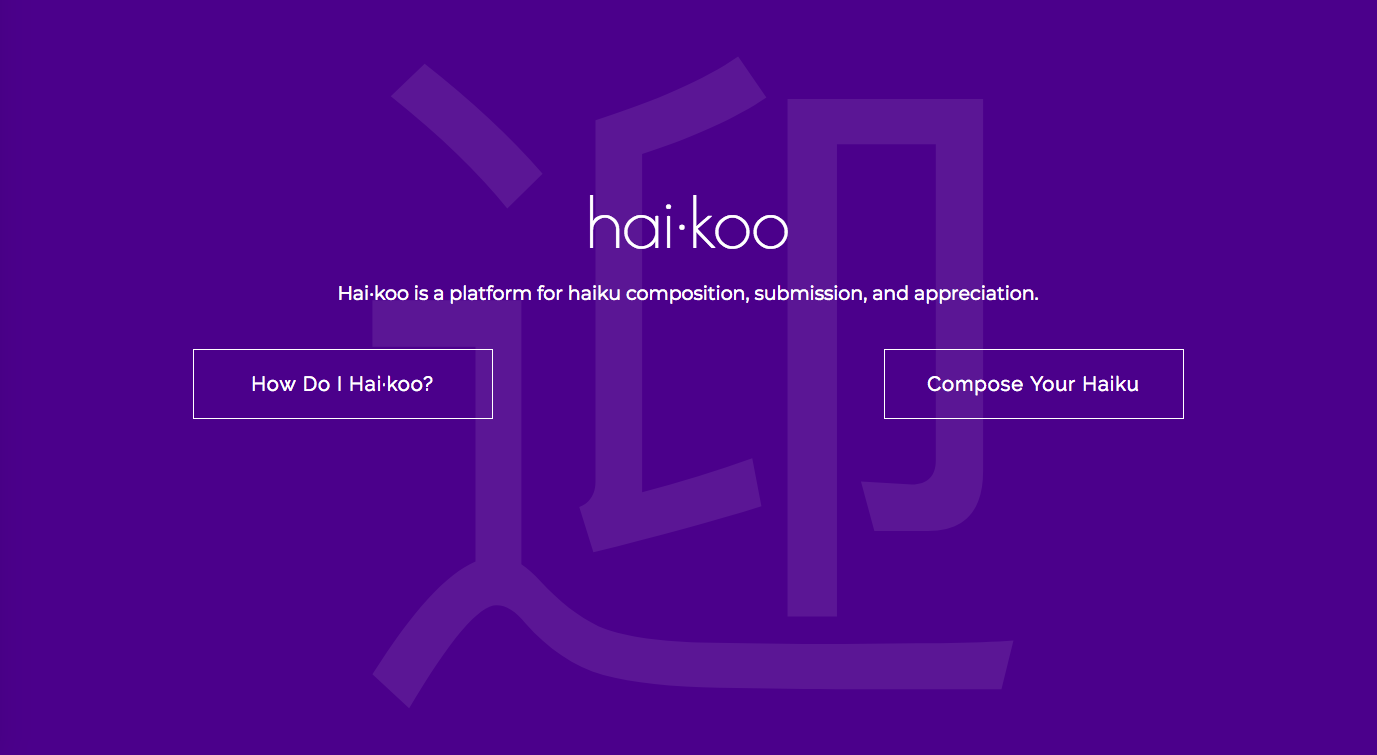 迎
hai·koo
Hai·koo is a platform for haiku composition, submission, and appreciation.
How Do I Hai·koo?
Compose Your Haiku